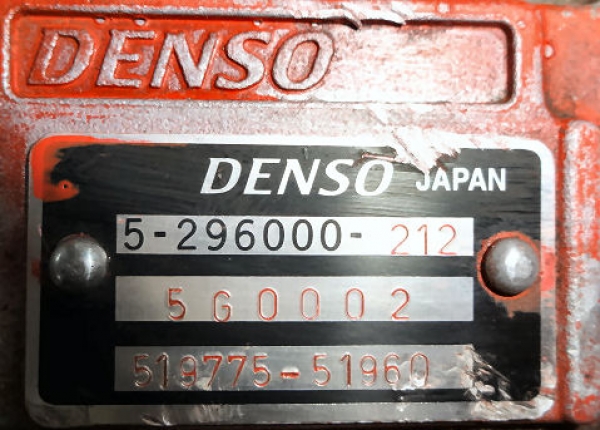 DENSO
DENSO JAPAN
5-296000-212
5G0002
519775-51960